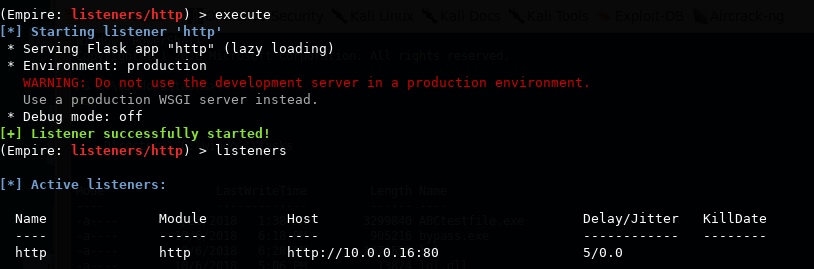 (Empire: listeners/http) > execute
[*] Starting listener 'http'
* Serving Flask app "http" (lazy loading)
* Environment: production
WARNING: Do not use the development server in a production environment.
Use a production WSGI server instead.
* Debug mode: off
[+] Listener successfully started!
(Empire: listeners/http) > listeners
[*] Active listeners:
Name Module Host Delay/Jitter KillDate
---- ------ ---- ------------ --------
http http http://10.0.0.16:80 5/0.0